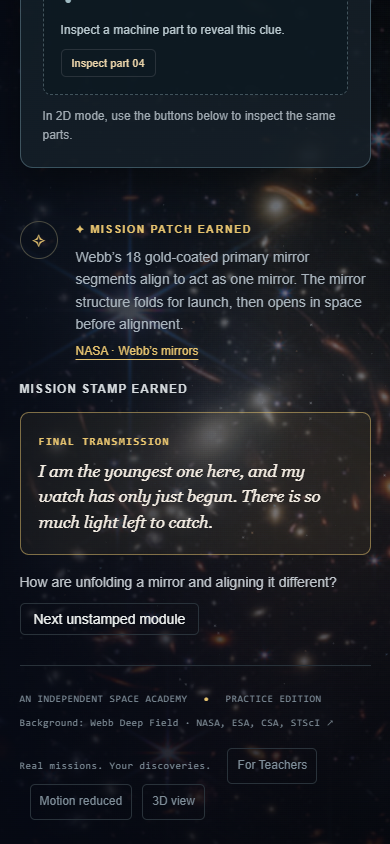 Inspect a machine part to reveal this clue.
Inspect part 04
In 2D mode, use the buttons below to inspect the same
parts.
✦ MISSION PATCH EARNED
Webb's 18 gold-coated primary mirror
segments align to act as one mirror. The mirror
structure folds for launch, then opens in space
before alignment.
NASA · Webb's mirrors
MISSION STAMP EARNED
FINAL TRANSMISSION
I am the youngest one here, and my
watch has only just begun. There is so
much light left to catch.
How are unfolding a mirror and aligning it different?
Next unstamped module
AN INDEPENDENT SPACE ACADEMY • PRACTICE EDITION
Background: Webb Deep Field · NASA, ESA, CSA, STScI ↗
Real missions. Your discoveries. For Teachers
Motion reduced 3D view